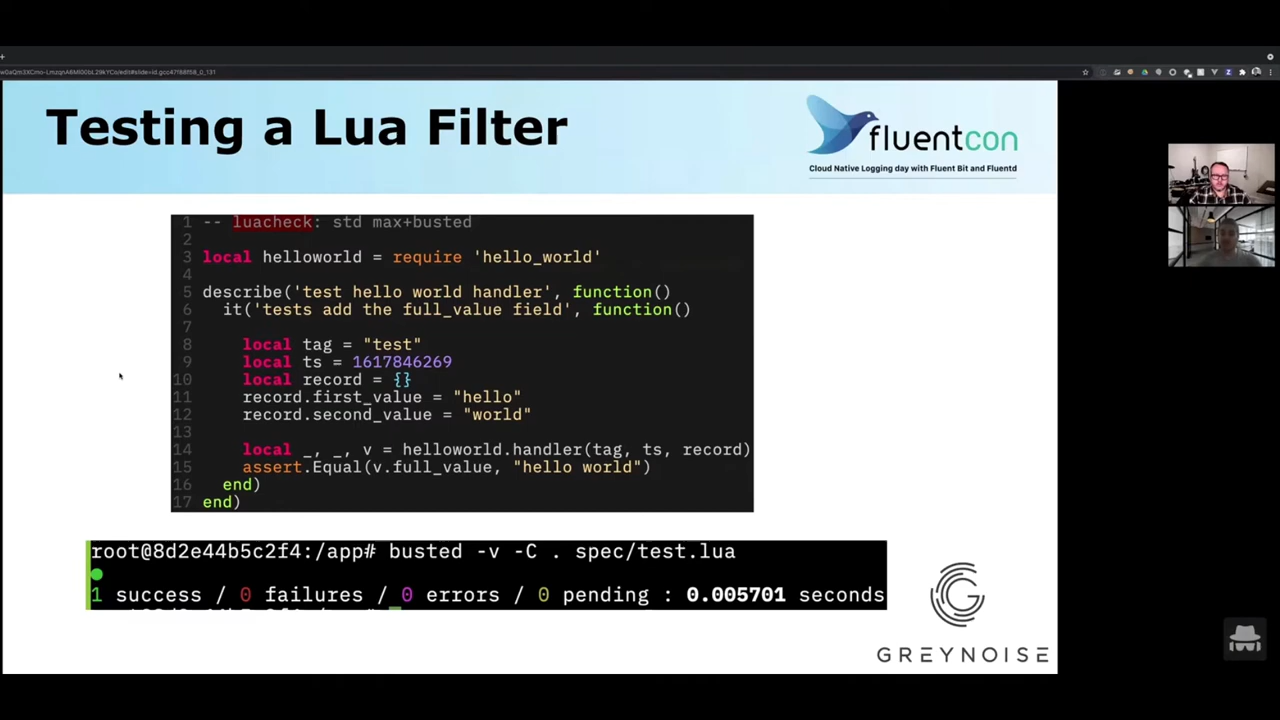 Testing a Lua Filter
fluentcon
Cloud Native Logging day with Fluent Bit and Fluentd
1 -- luacheck: std max+busted
2
3 local helloworld = require 'hello_world'
4
5 describe('test hello world handler', function()
6 it('tests add the full_value field', function()
7
8 local tag = "test"
9 local ts = 1617846269
10 local record = {}
11 record.first_value = "hello"
12 record.second_value = "world"
13
14 local _, _, v = helloworld.handler(tag, ts, record)
15 assert.Equal(v.full_value, "hello world")
16 end)
17 end)
root@8d2e44b5c2f4:/app# busted -v -C . spec/test.lua
1 success / 0 failures / 0 errors / 0 pending : 0.005701 seconds
GREYNOISE